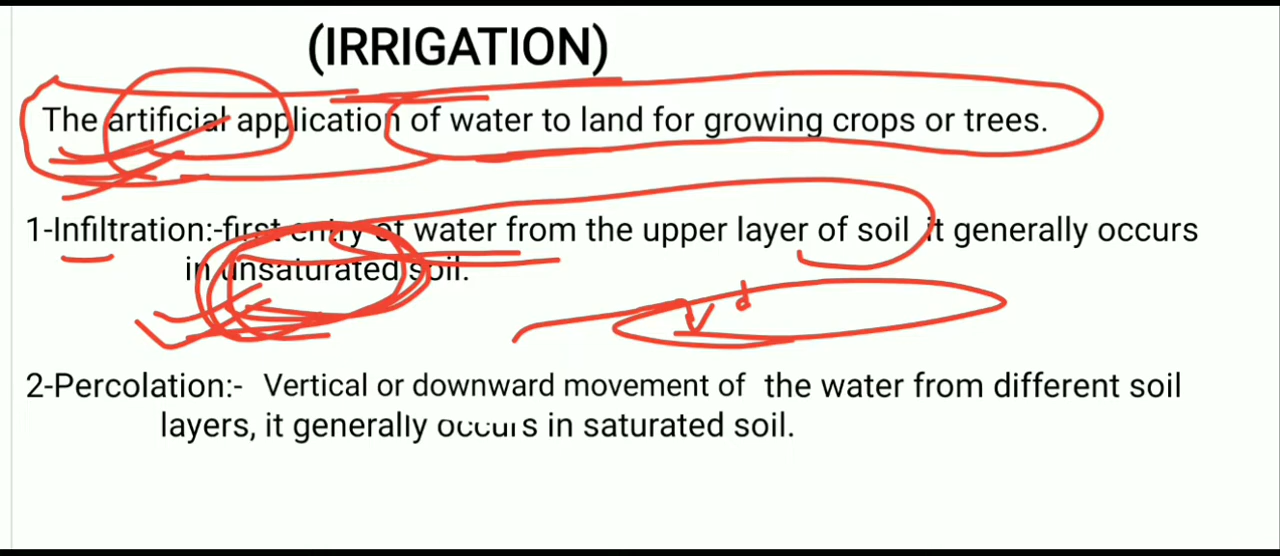 (IRRIGATION)
The artificial application of water to land for growing crops or trees.
1-Infiltration:-first entry of water from the upper layer of soil it generally occurs
in unsaturated soil.
d
2-Percolation:- Vertical or downward movement of the water from different soil
layers, it generally occurs in saturated soil.